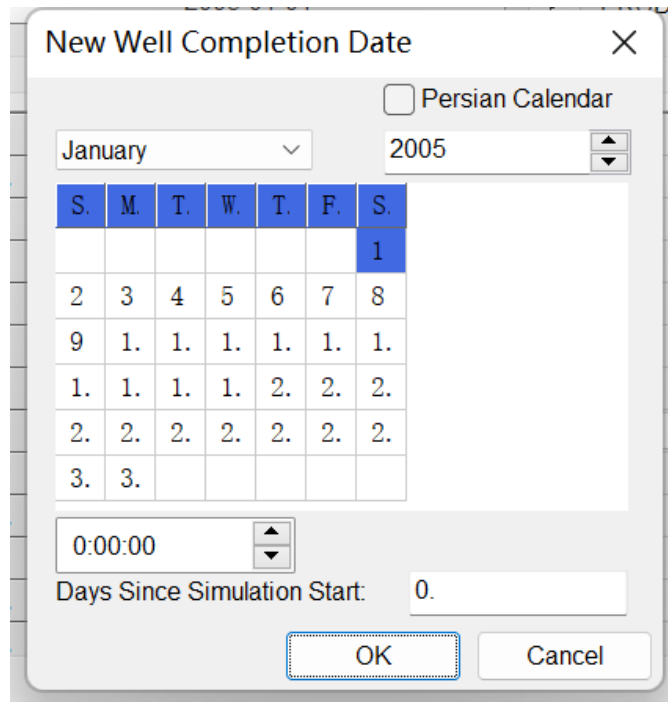 New Well Completion Date
Persian Calendar
January 2005
S. M. T. W. T. F. S.
1
2 3 4 5 6 7 8
9 1. 1. 1. 1. 1. 1.
1. 1. 1. 1. 2. 2. 2.
2. 2. 2. 2. 2. 2. 2.
3. 3.
0:00:00
Days Since Simulation Start: 0.
OK Cancel